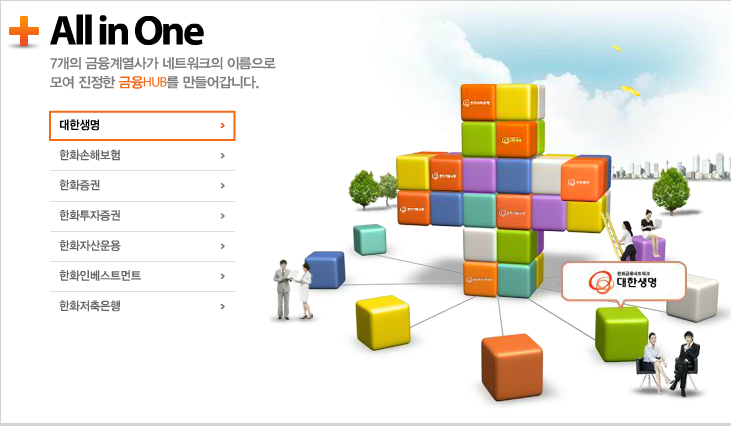 All in One
7개의 금융계열사가 네트워크의 이름으로
모여 진정한 금융HUB를 만들어갑니다.
대한생명
한화손해보험
한화증권
한화투자증권
한화자산운용
한화인베스트먼트
한화저축은행
한화금융네트워크
대한생명